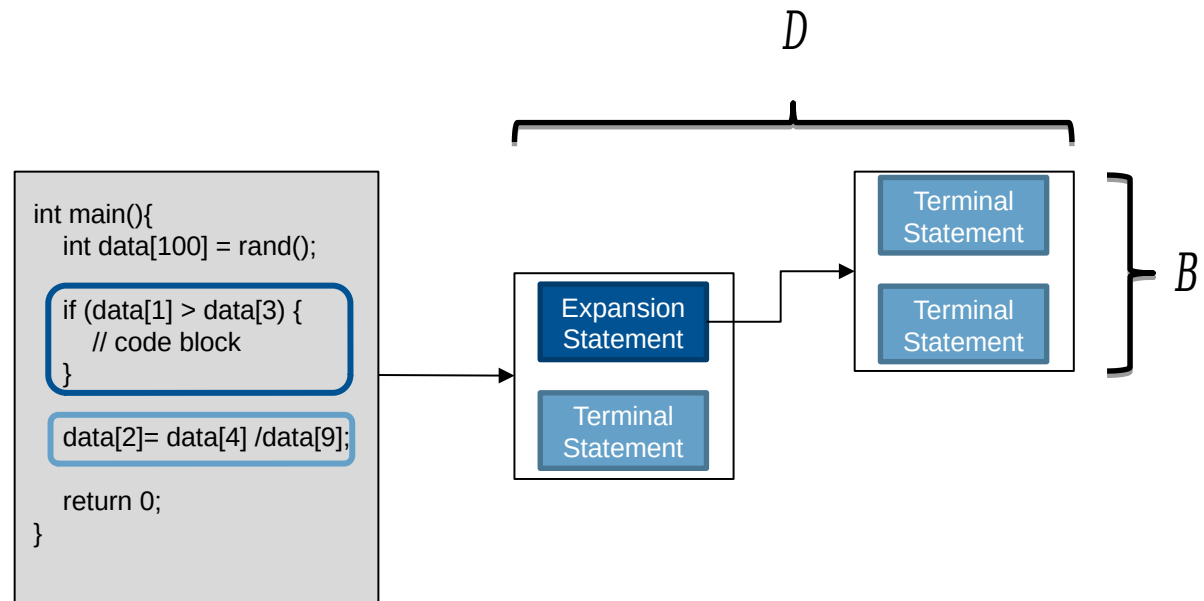 D
int main(){
int data[100] = rand();
if (data[1] > data[3] {
// code block
}
data[2]= data[4] /data[9];
return 0;
}
Expansion
Statement
Terminal
Statement
Terminal
Statement
Terminal
Statement
B